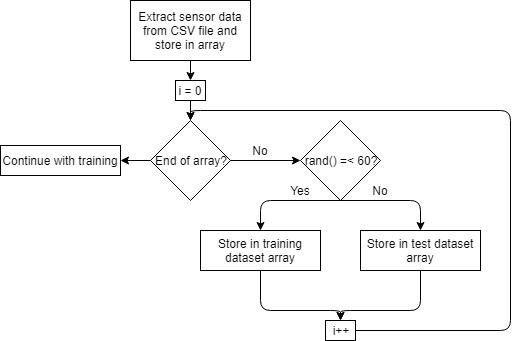 Extract sensor data
from CSV file and
store in array
i = 0
Continue with training
End of array?
No
rand() =< 60?
Yes
No
Store in training
dataset array
Store in test dataset
array
i++